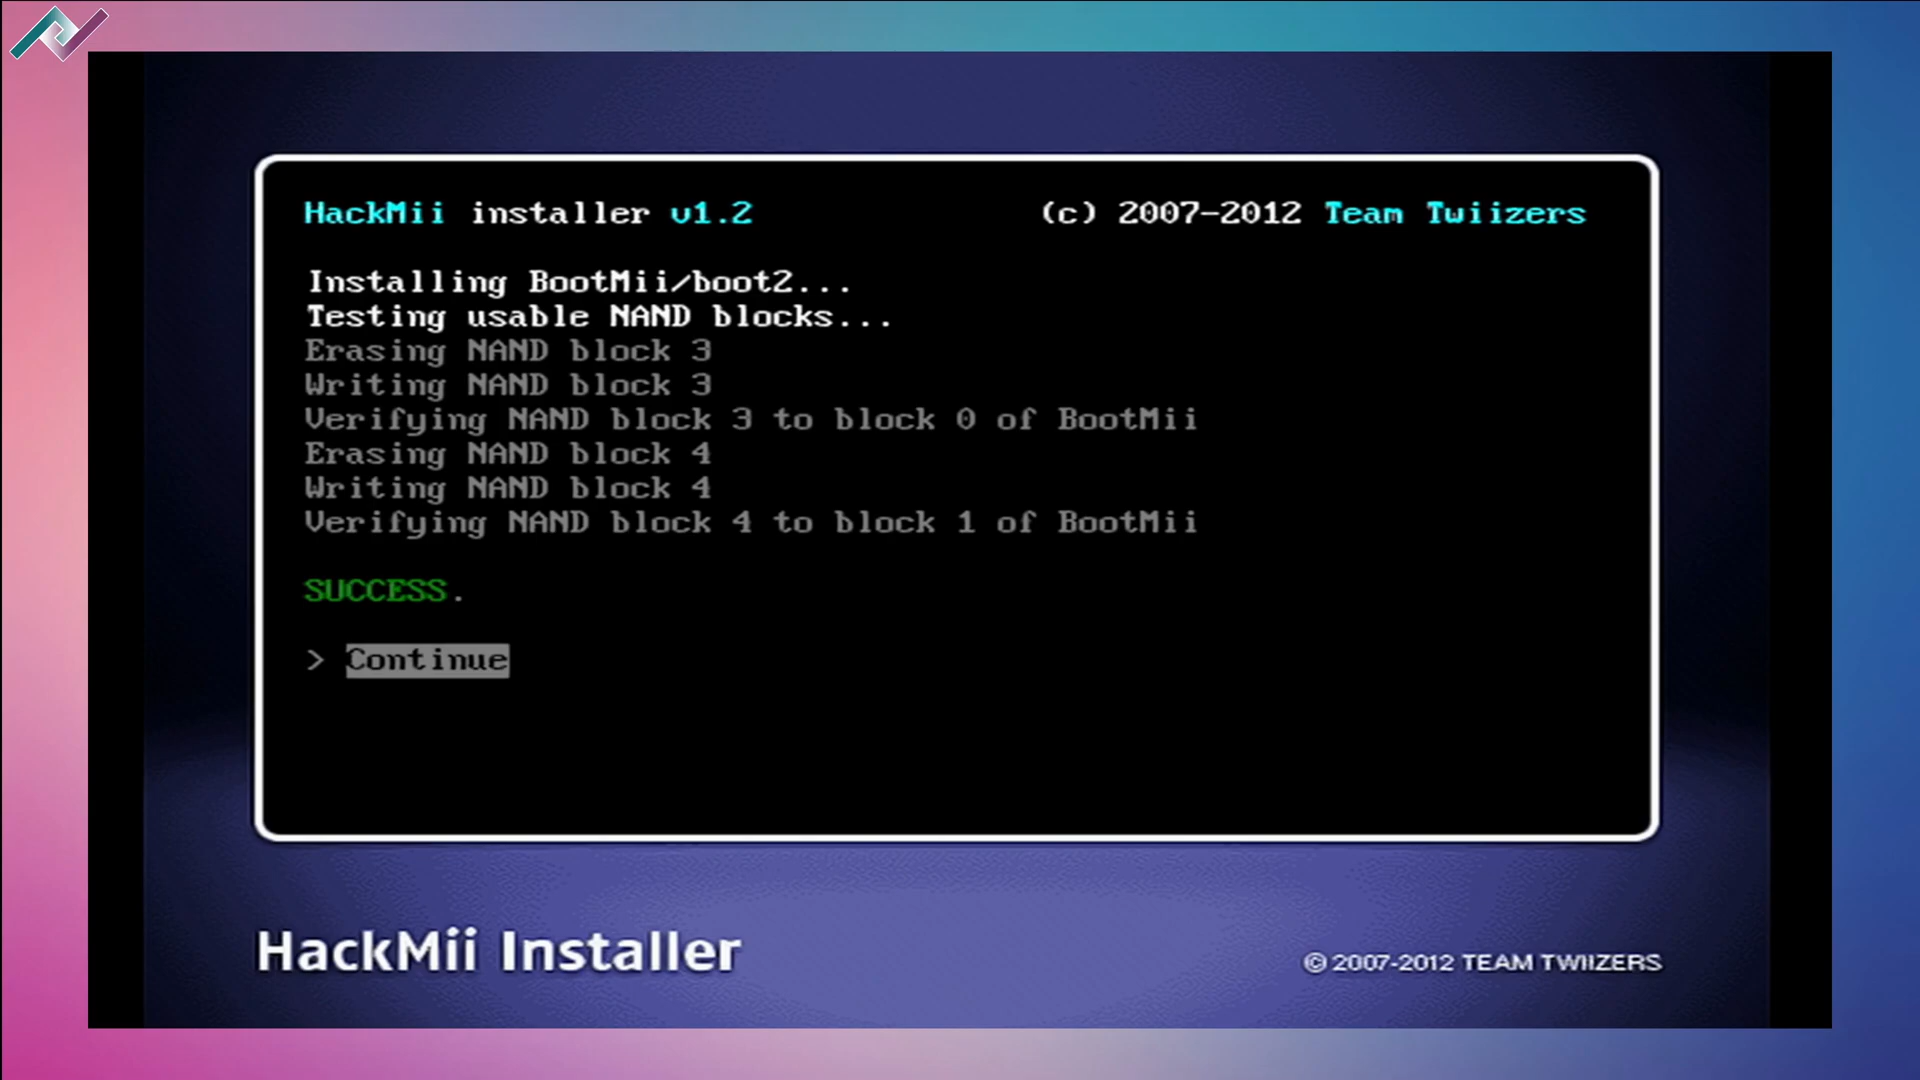 HackMii installer v1.2 (c) 2007-2012 Team Twiizers
Installing BootMii/boot2...
Testing usable NAND blocks...
Erasing NAND block 3
Writing NAND block 3
Verifying NAND block 3 to block 0 of BootMii
Erasing NAND block 4
Writing NAND block 4
Verifying NAND block 4 to block 1 of BootMii
SUCCESS.
> Continue
HackMii Installer
© 2007-2012 TEAM TWIIZERS